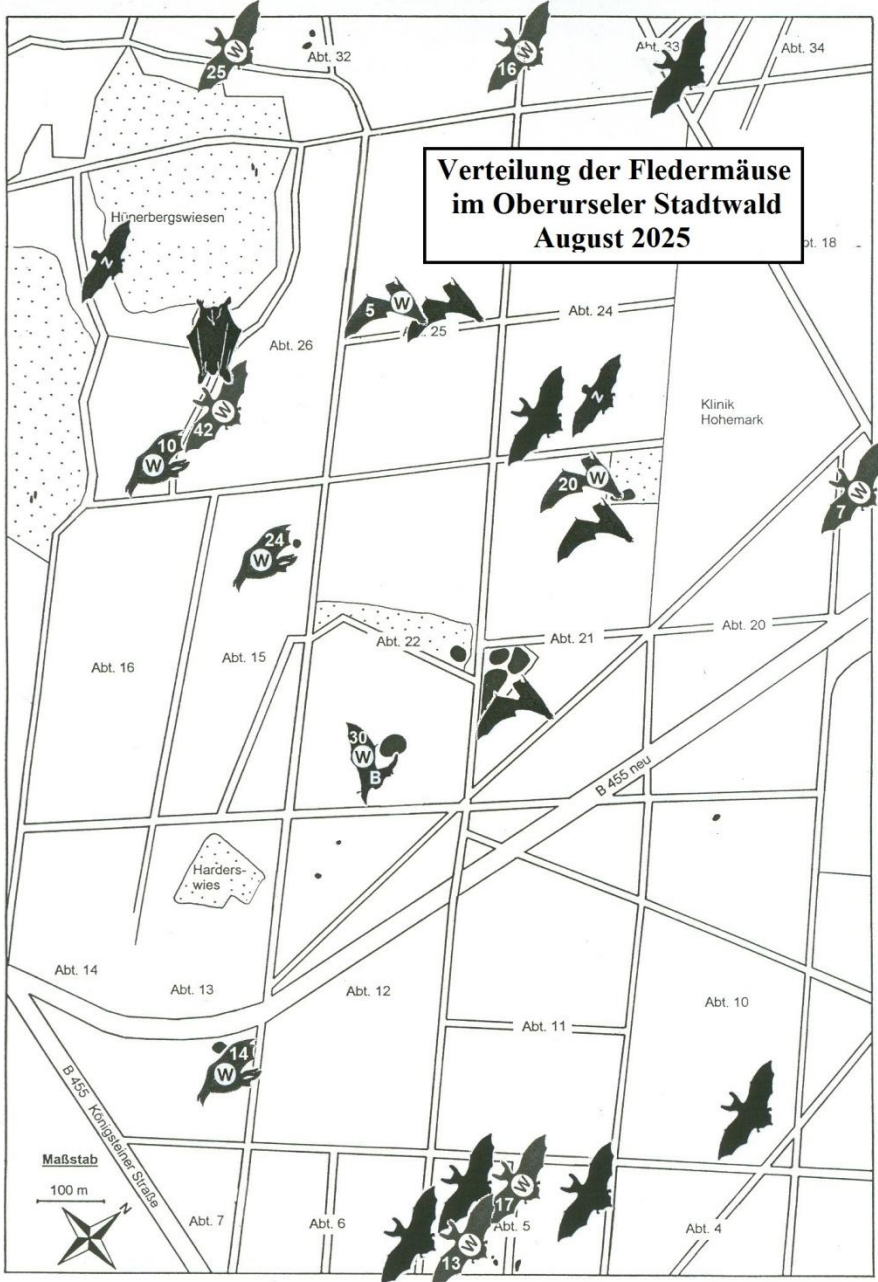 Abt. 32
Abt. 33
Abt. 34
W
25
W
16
Verteilung der Fledermäuse
im Oberurseler Stadtwald
August 2025
Hünerbergswiesen
Abt. 18
N
5
W
25
Abt. 24
Abt. 26
N
Klinik
Hohemark
W
42
10
W
20
W
W
7
24
W
Abt. 22
Abt. 21
Abt. 20
Abt. 16
Abt. 15
30
W
B
B 455 neu
Harders-
wies
Abt. 14
Abt. 13
Abt. 12
Abt. 11
Abt. 10
14
W
B 455 Königsteiner Straße
Maßstab
100 m
N
Abt. 7
Abt. 6
W
17
Abt. 5
Abt. 4
W
13